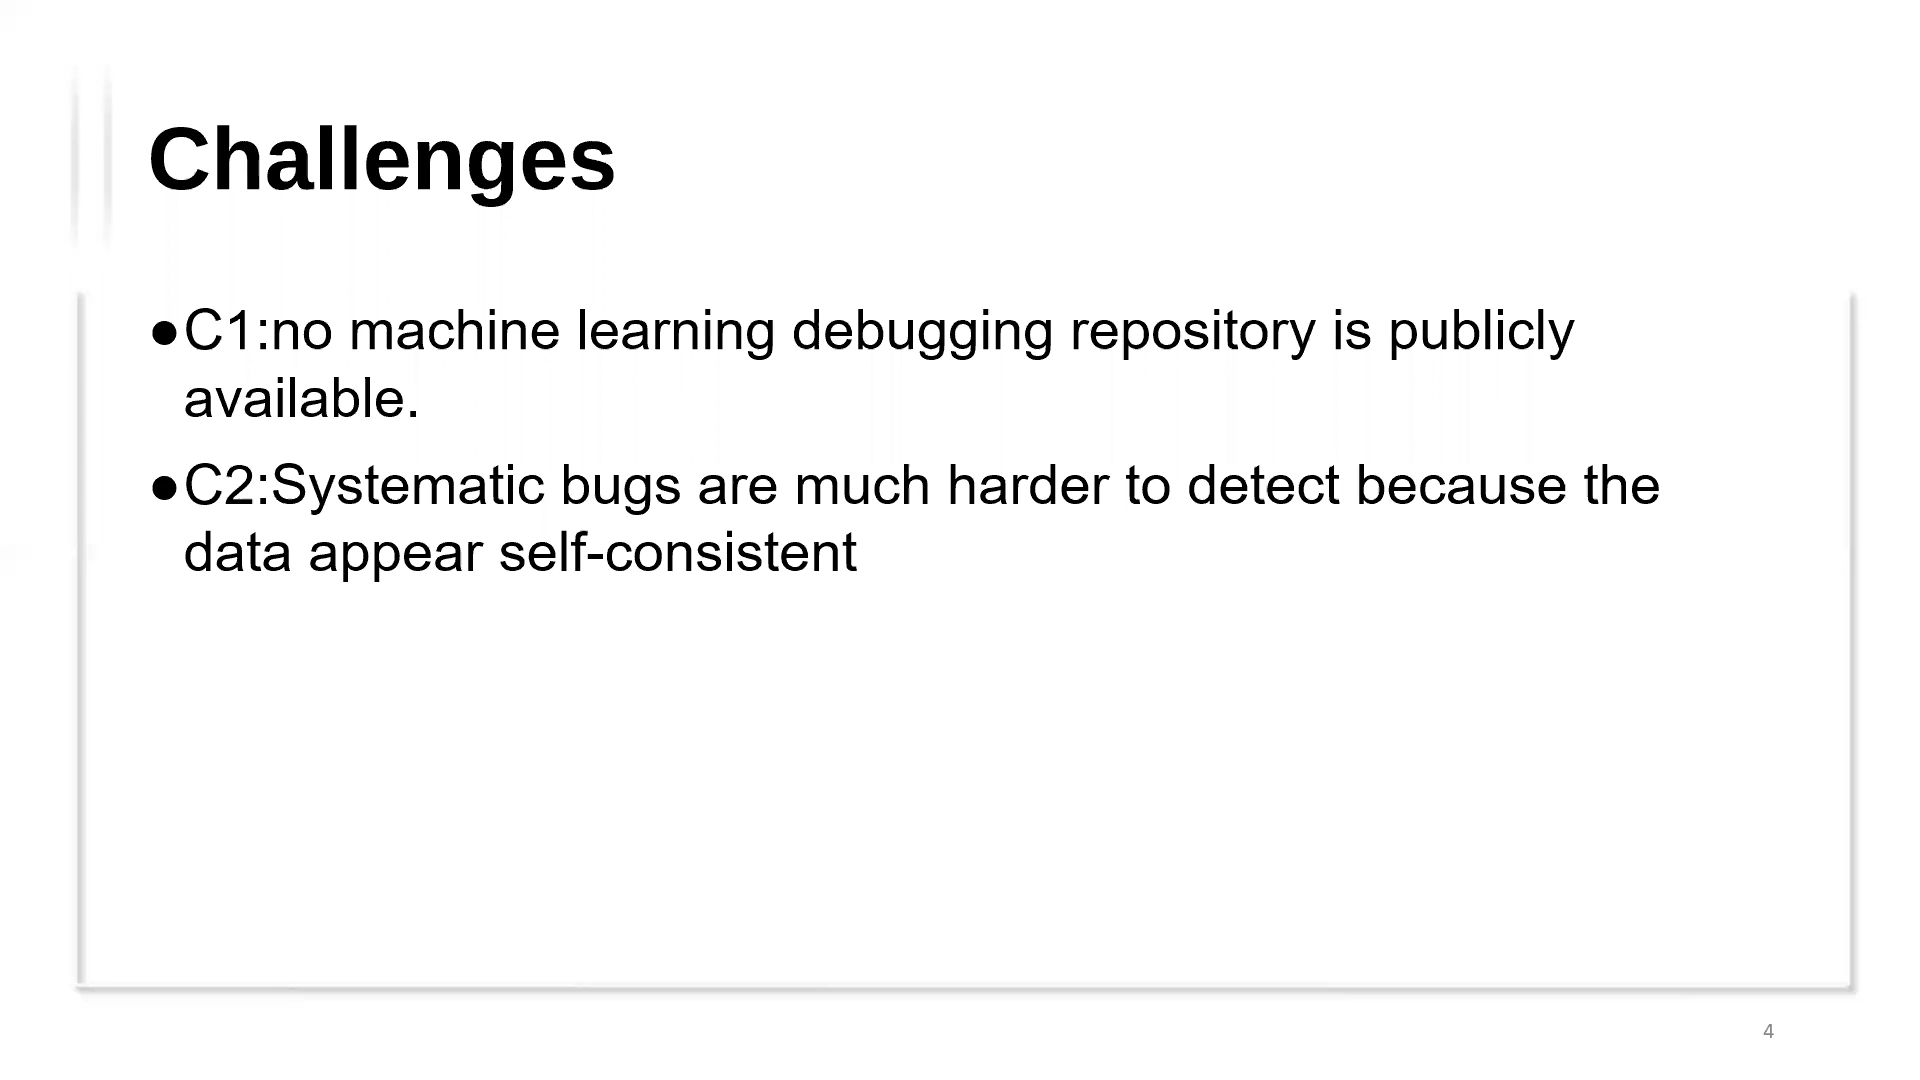 Challenges
●C1:no machine learning debugging repository is publicly
available.
●C2:Systematic bugs are much harder to detect because the
data appear self-consistent
4